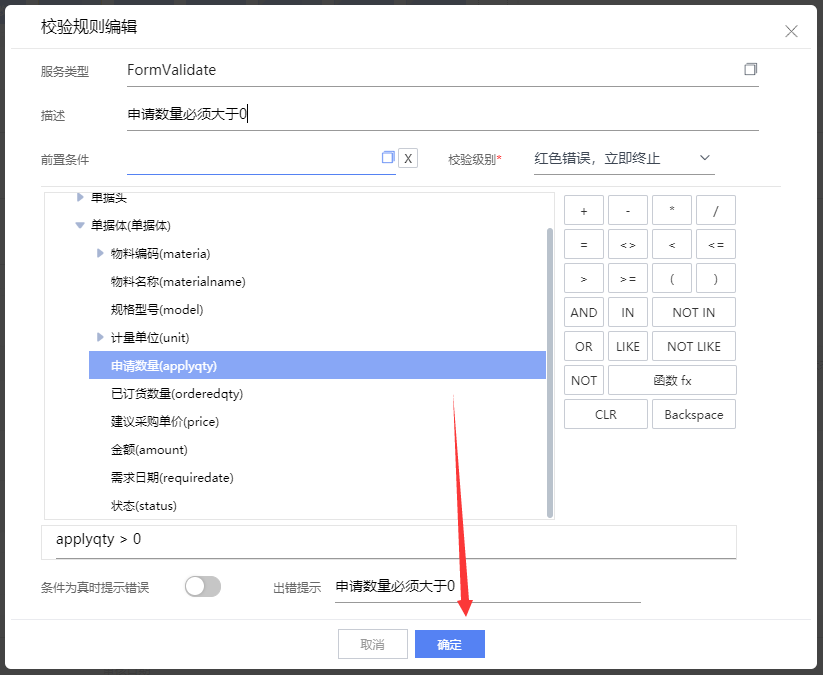 校验规则编辑
服务类型 FormValidate
描述 申请数量必须大于0
前置条件 X 校验级别* 红色错误，立即终止
单据头
单据体(单据体)
物料编码(materia)
物料名称(materialname)
规格型号(model)
计量单位(unit)
申请数量(applyqty)
已订货数量(orderedqty)
建议采购单价(price)
金额(amount)
需求日期(requiredate)
状态(status)
+ - * /
= <> < <=
> >= ( )
AND IN NOT IN
OR LIKE NOT LIKE
NOT 函数 fx
CLR Backspace
applyqty > 0
条件为真时提示错误 出错提示 申请数量必须大于0
取消 确定